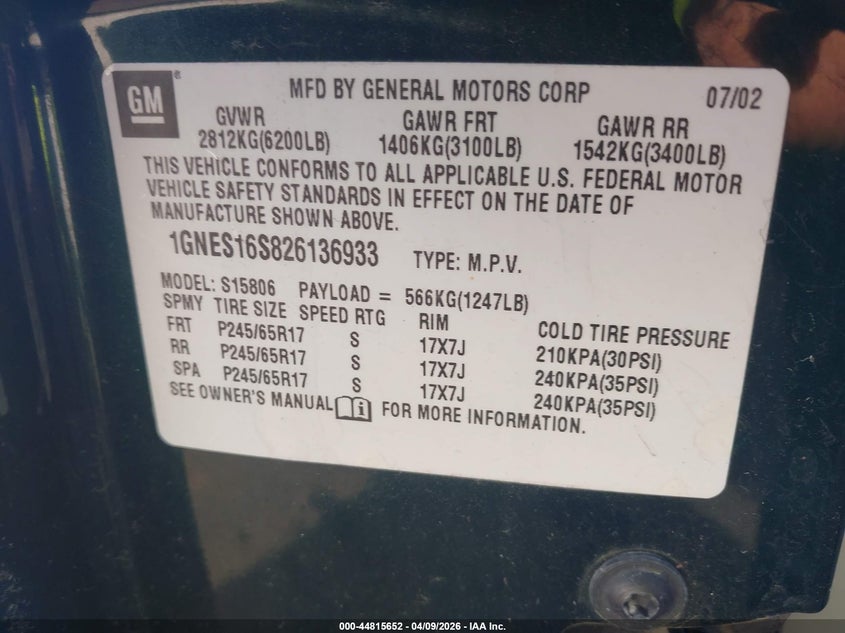 GM ® MFD BY GENERAL MOTORS CORP 07/02
GVWR GAWR FRT GAWR RR
2812KG(6200LB) 1406KG(3100LB) 1542KG(3400LB)
THIS VEHICLE CONFORMS TO ALL APPLICABLE U.S. FEDERAL MOTOR
VEHICLE SAFETY STANDARDS IN EFFECT ON THE DATE OF
MANUFACTURE SHOWN ABOVE.
1GNES16S826136933 TYPE: M.P.V.
MODEL: S15806 PAYLOAD = 566KG(1247LB)
SPMY TIRE SIZE SPEED RTG RIM COLD TIRE PRESSURE
FRT P245/65R17 S 17X7J 210KPA(30PSI)
RR P245/65R17 S 17X7J 240KPA(35PSI)
SPA P245/65R17 S 17X7J 240KPA(35PSI)
SEE OWNER'S MANUAL i FOR MORE INFORMATION.
000-44815652 - 04/09/2026 - IAA Inc.